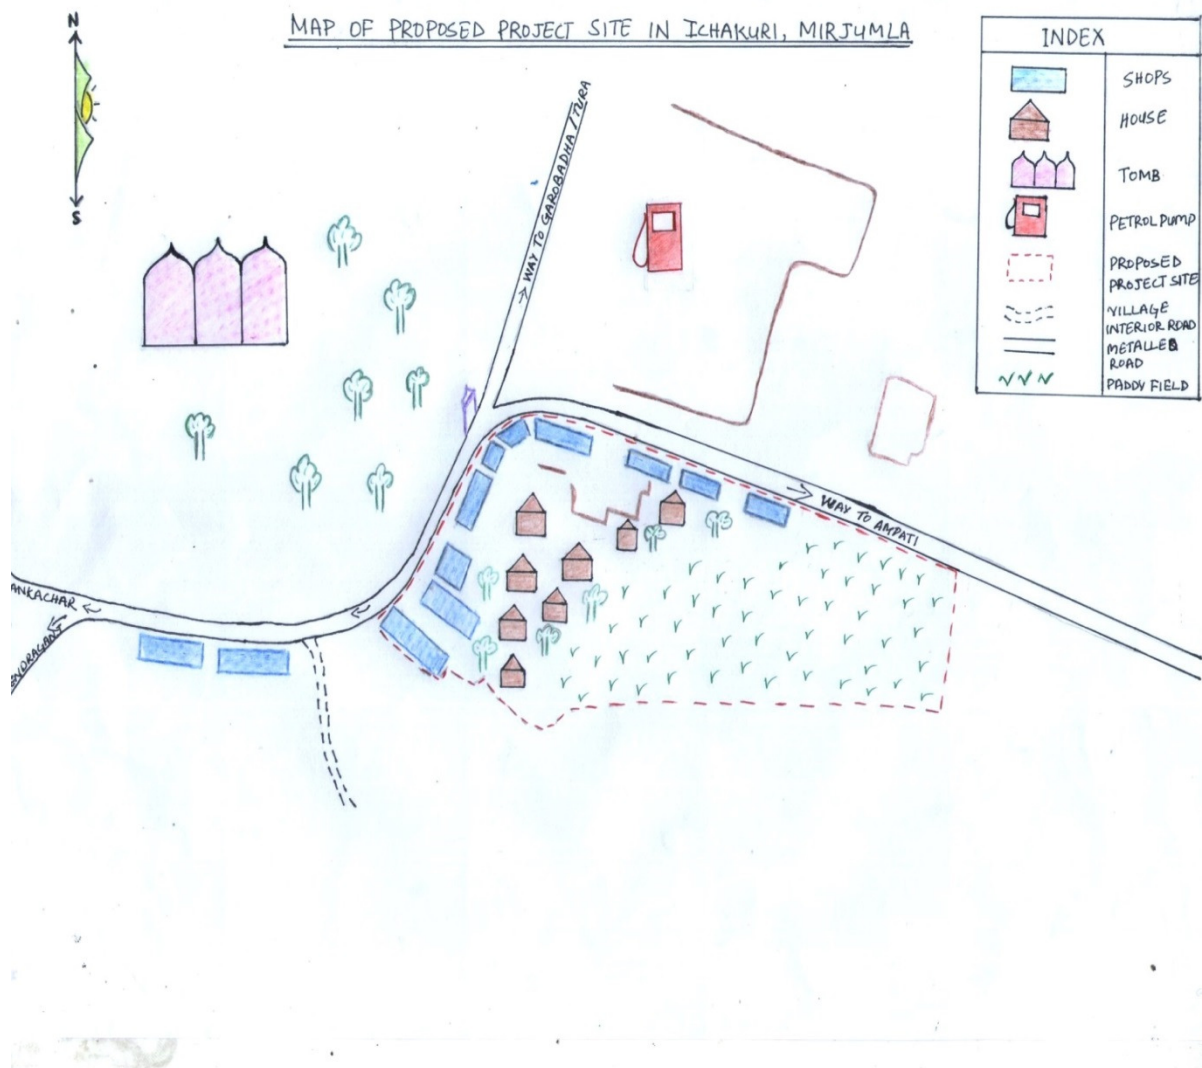 MAP OF PROPOSED PROJECT SITE IN ICHAKURI, MIRJUMLA
N
S
INDEX
SHOPS
HOUSE
TOMB
PETROL PUMP
PROPOSED
PROJECT SITE
VILLAGE
INTERIOR ROAD
METALLED
ROAD
PADDY FIELD
WAY TO GAROBADHA / TURA
WAY TO AMPATI
ANKACHAR